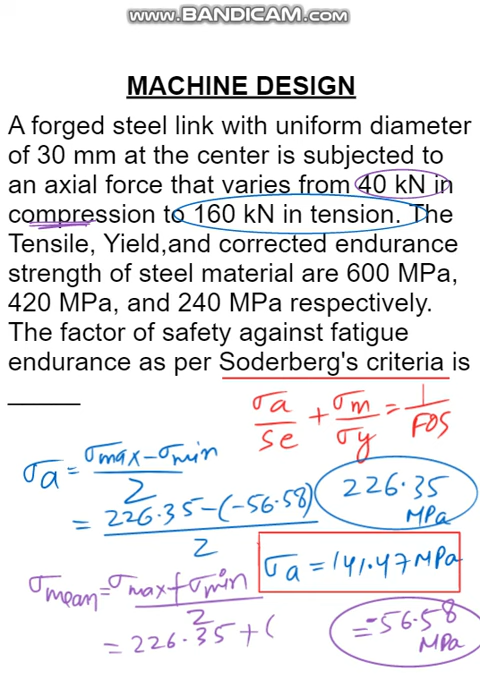 www.BANDICAM.com
MACHINE DESIGN
A forged steel link with uniform diameter
of 30 mm at the center is subjected to
an axial force that varies from 40 kN in
compression to 160 kN in tension. The
Tensile, Yield,and corrected endurance
strength of steel material are 600 MPa,
420 MPa, and 240 MPa respectively.
The factor of safety against fatigue
endurance as per Soderberg's criteria is
_____
σa/Se + σm/σy = 1/FOS
σa = (σmax - σmin)/2
= (226.35 - (-56.58))/2
226.35 MPa
σa = 141.47 MPa
σmean = (σmax + σmin)/2
= 226.35 + (
= -56.58 MPa